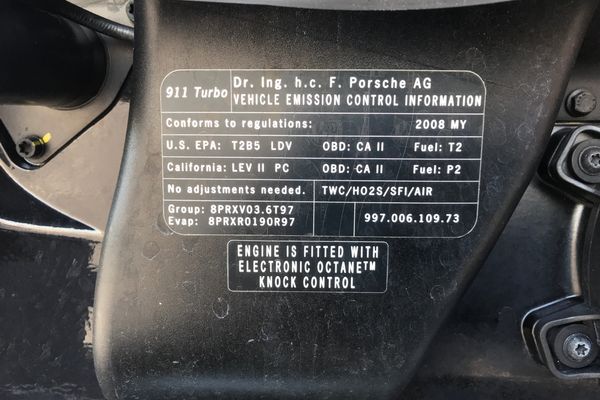 911 Turbo Dr. Ing. h.c. F. Porsche AG
VEHICLE EMISSION CONTROL INFORMATION
Conforms to regulations: 2008 MY
U.S. EPA: T2B5 LDV OBD: CA II Fuel: T2
California: LEV II PC OBD: CA II Fuel: P2
No adjustments needed. TWC/HO2S/SFI/AIR
Group: 8PRXV03.6T97
Evap: 8PRXR0190R97 997.006.109.73
ENGINE IS FITTED WITH
ELECTRONIC OCTANE™
KNOCK CONTROL